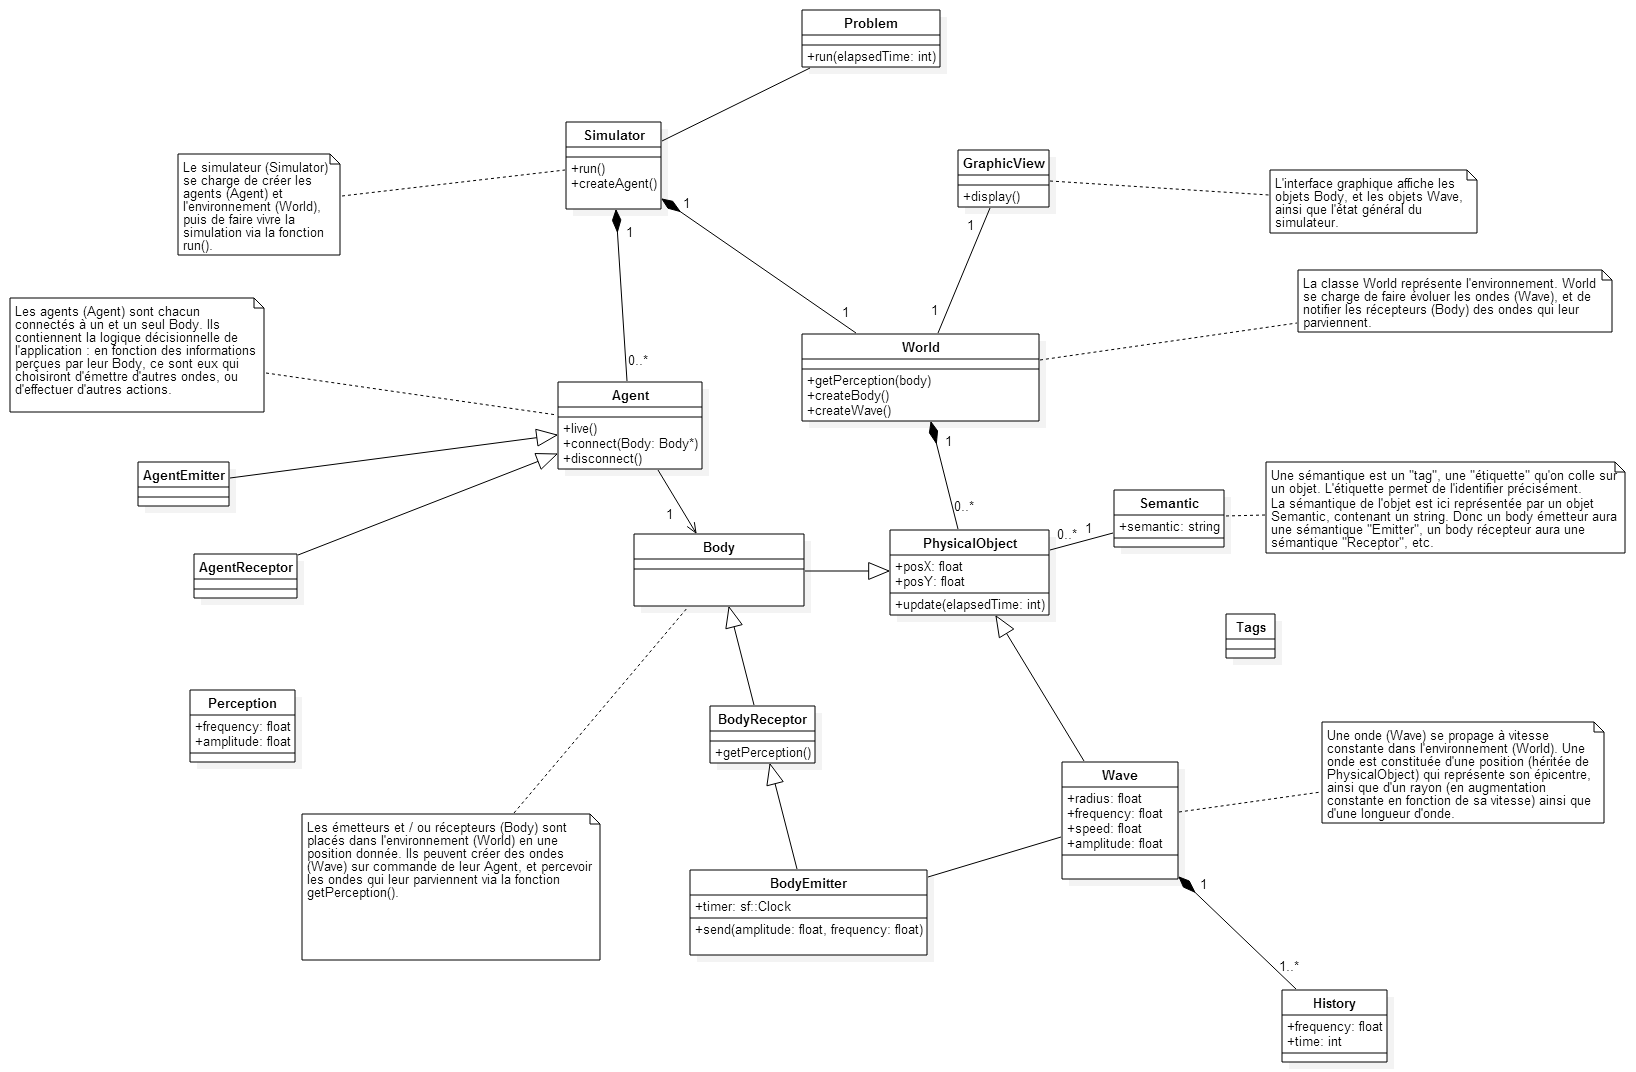 Problem
+run(elapsedTime: int)
Simulator
+run()
+createAgent()
Le simulateur (Simulator)
se charge de créer les
agents (Agent) et
l'environnement (World),
puis de faire vivre la
simulation via la fonction
run().
GraphicView
+display()
L'interface graphique affiche les
objets Body, et les objets Wave,
ainsi que l'état général du
simulateur.
1
1
1
1
1
0..*
La classe World représente l'environnement. World
se charge de faire évoluer les ondes (Wave), et de
notifier les récepteurs (Body) des ondes qui leur
parviennent.
Les agents (Agent) sont chacun
connectés à un et un seul Body. Ils
contiennent la logique décisionnelle de
l'application : en fonction des informations
perçues par leur Body, ce sont eux qui
choisiront d'émettre d'autres ondes, ou
d'effectuer d'autres actions.
World
+getPerception(body)
+createBody()
+createWave()
Agent
+live()
+connect(Body: Body*)
+disconnect()
1
0..*
AgentEmitter
AgentReceptor
1
Body
PhysicalObject
+posX: float
+posY: float
+update(elapsedTime: int)
0..*
1
Semantic
+semantic: string
Une sémantique est un "tag", une "étiquette" qu'on colle sur
un objet. L'étiquette permet de l'identifier précisément.
La sémantique de l'objet est ici représentée par un objet
Semantic, contenant un string. Donc un body émetteur aura
une sémantique "Emitter", un body récepteur aura une
sémantique "Receptor", etc.
Tags
Perception
+frequency: float
+amplitude: float
BodyReceptor
+getPerception()
Wave
+radius: float
+frequency: float
+speed: float
+amplitude: float
Une onde (Wave) se propage à vitesse
constante dans l'environnement (World). Une
onde est constituée d'une position (héritée de
PhysicalObject) qui représente son épicentre,
ainsi que d'un rayon (en augmentation
constante en fonction de sa vitesse) ainsi que
d'une longueur d'onde.
Les émetteurs et / ou récepteurs (Body) sont
placés dans l'environnement (World) en une
position donnée. Ils peuvent créer des ondes
(Wave) sur commande de leur Agent, et percevoir
les ondes qui leur parviennent via la fonction
getPerception().
BodyEmitter
+timer: sf::Clock
+send(amplitude: float, frequency: float)
1
1..*
History
+frequency: float
+time: int